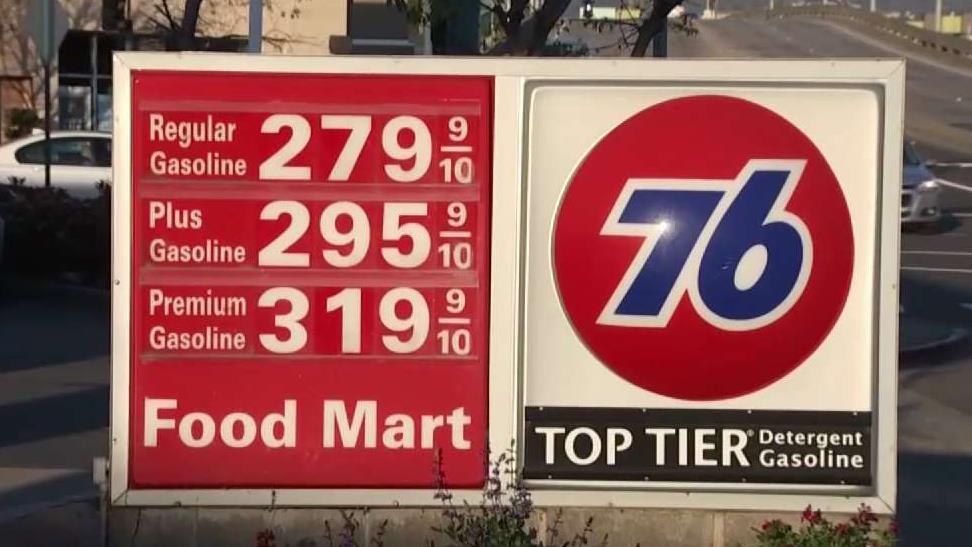 Regular
Gasoline 279 9/10
Plus
Gasoline 295 9/10
Premium
Gasoline 319 9/10
Food Mart
76
TOP TIER® Detergent
Gasoline